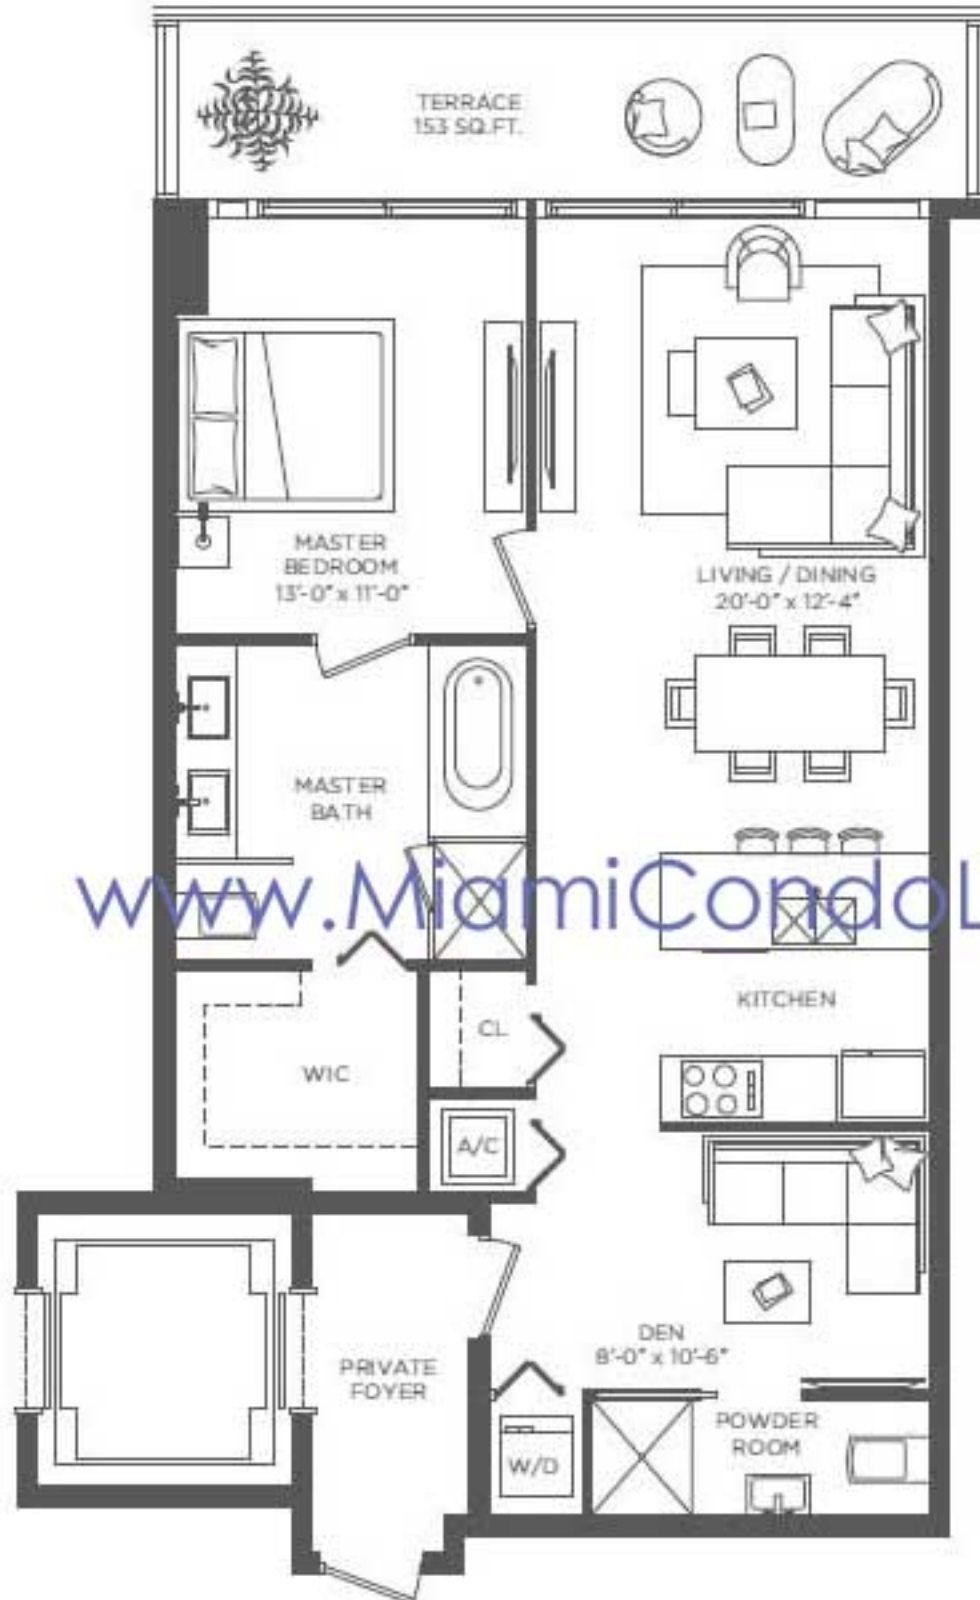 TERRACE
153 SQ.FT.
MASTER
BEDROOM
13'-0" x 11'-0"
LIVING / DINING
20'-0" x 12'-4"
MASTER
BATH
www.MiamiCondoL
KITCHEN
CL
WIC
A/C
DEN
8'-0" x 10'-6"
PRIVATE
FOYER
POWDER
ROOM
W/D